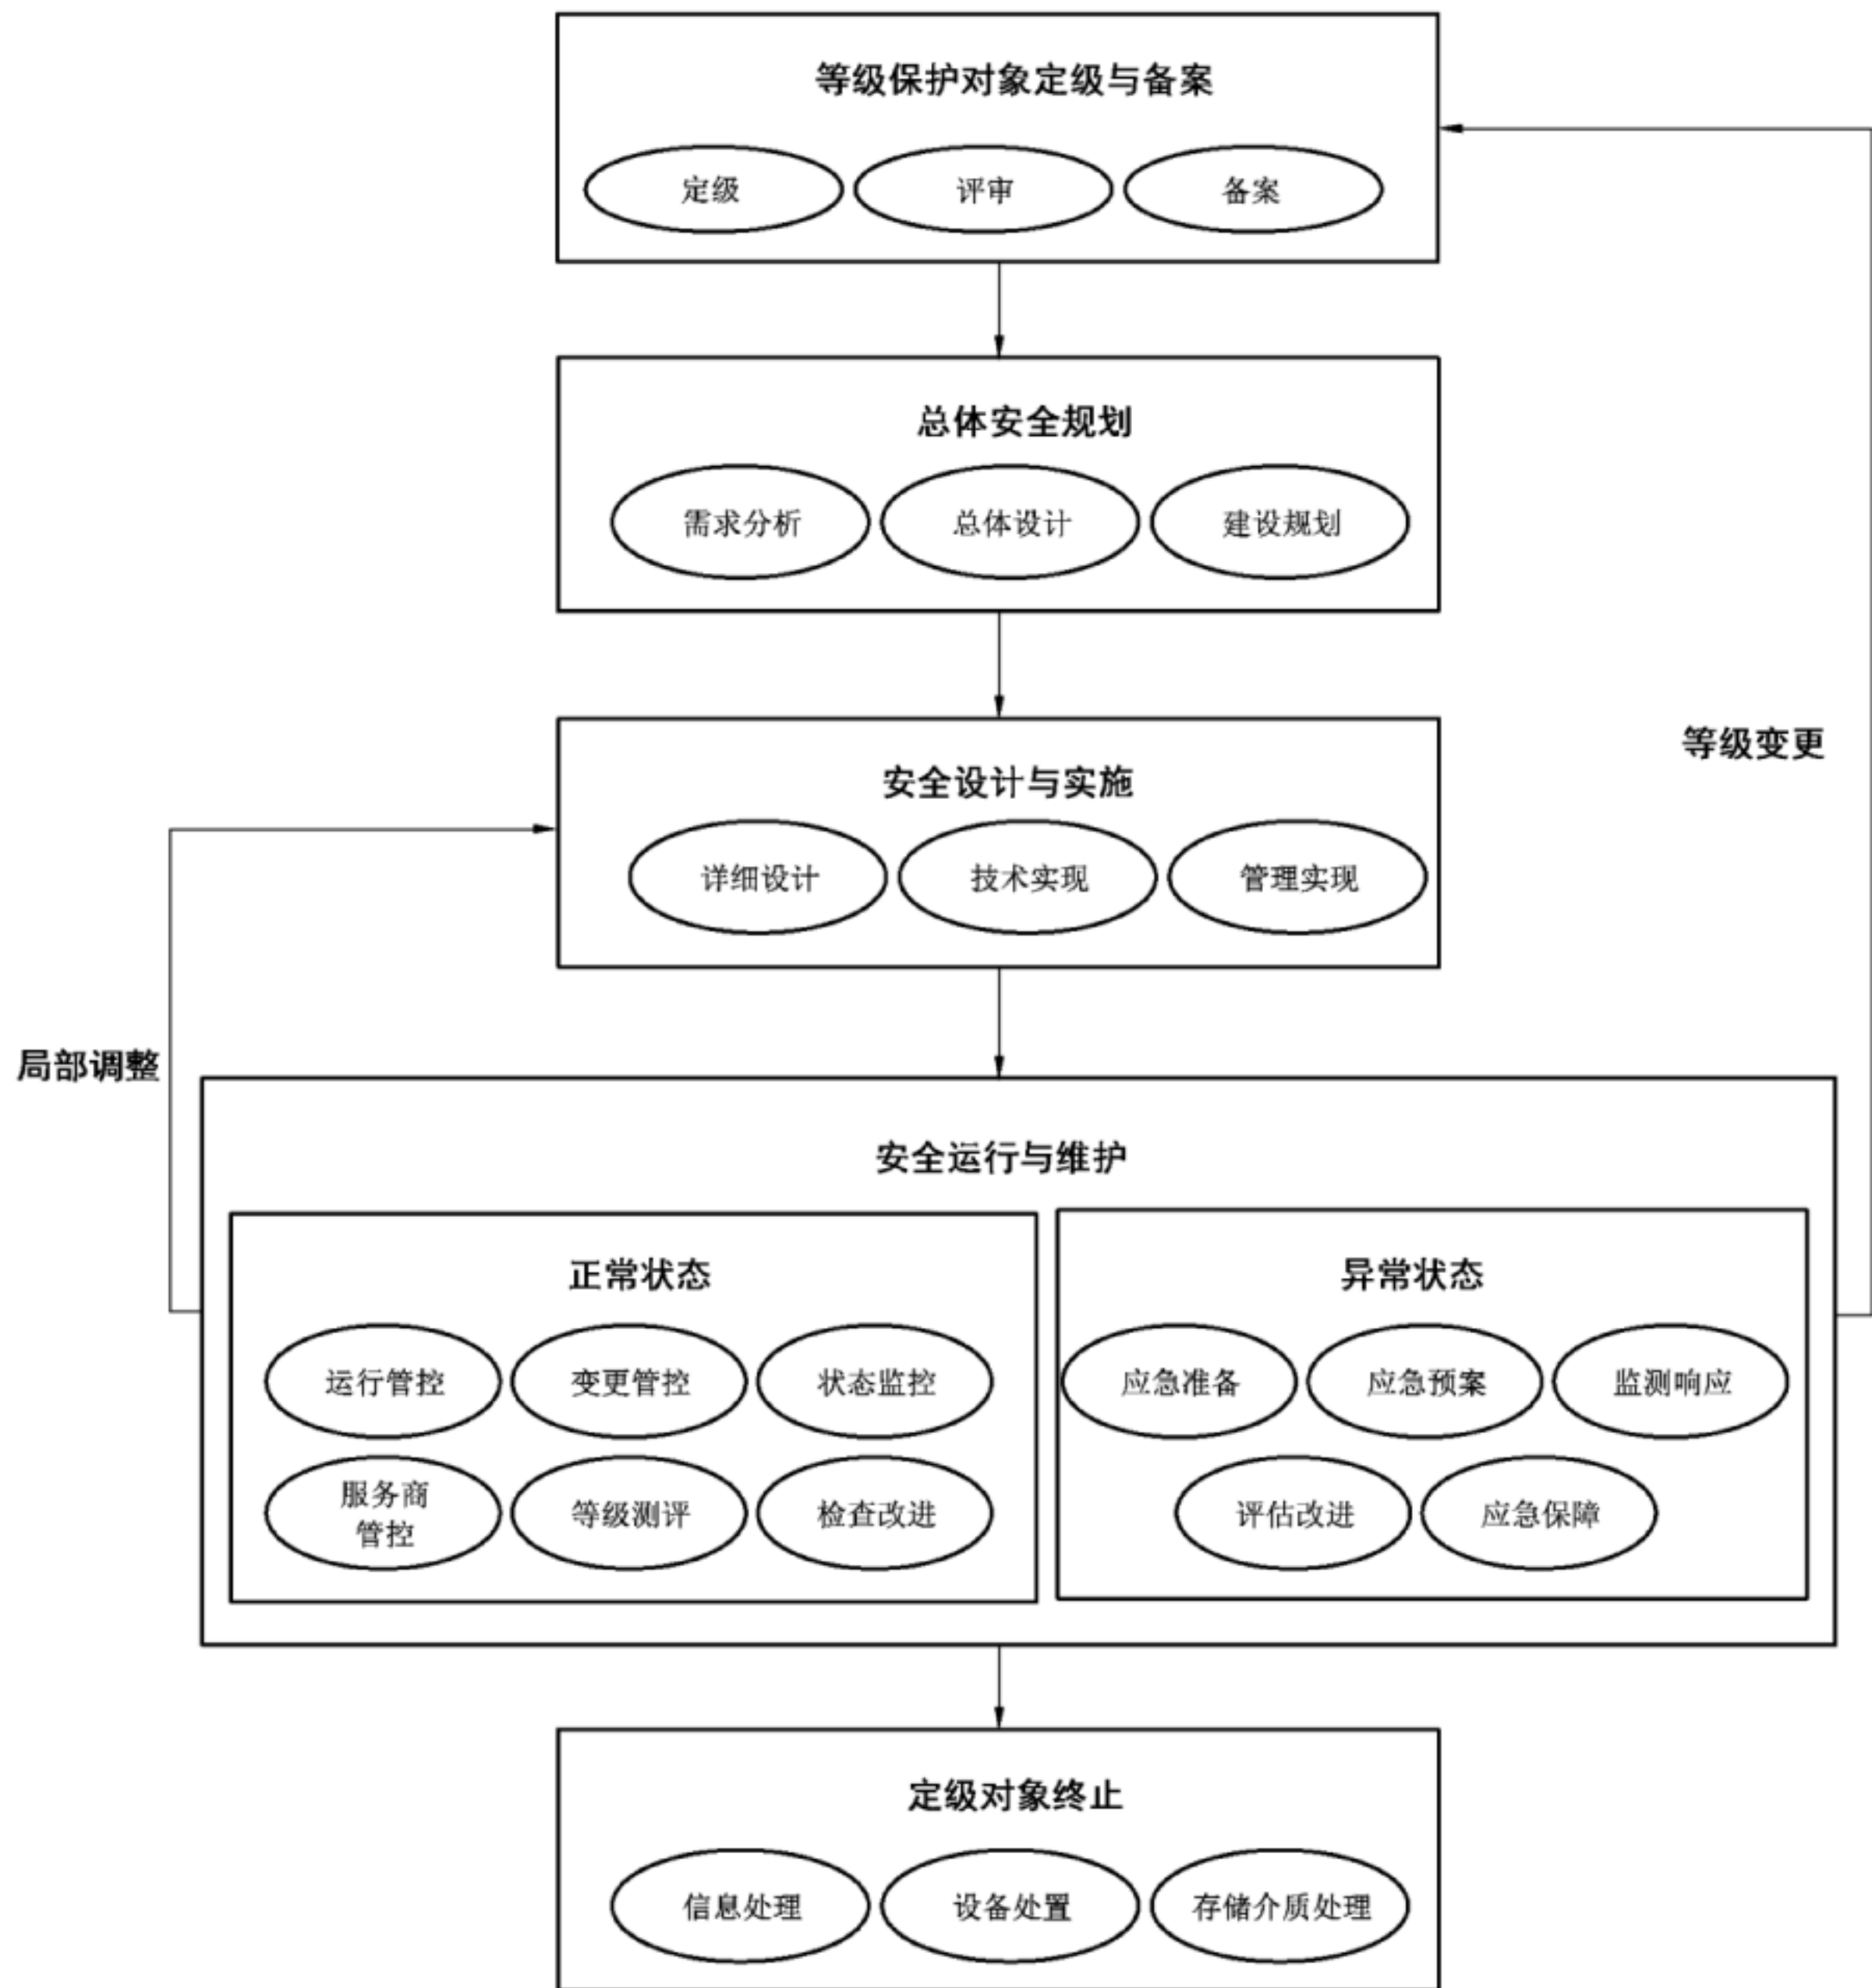 等级保护对象定级与备案
定级
评审
备案
总体安全规划
需求分析
总体设计
建设规划
等级变更
安全设计与实施
详细设计
技术实现
管理实现
局部调整
安全运行与维护
正常状态
运行管控
变更管控
状态监控
服务商
管控
等级测评
检查改进
异常状态
应急准备
应急预案
监测响应
评估改进
应急保障
定级对象终止
信息处理
设备处置
存储介质处理